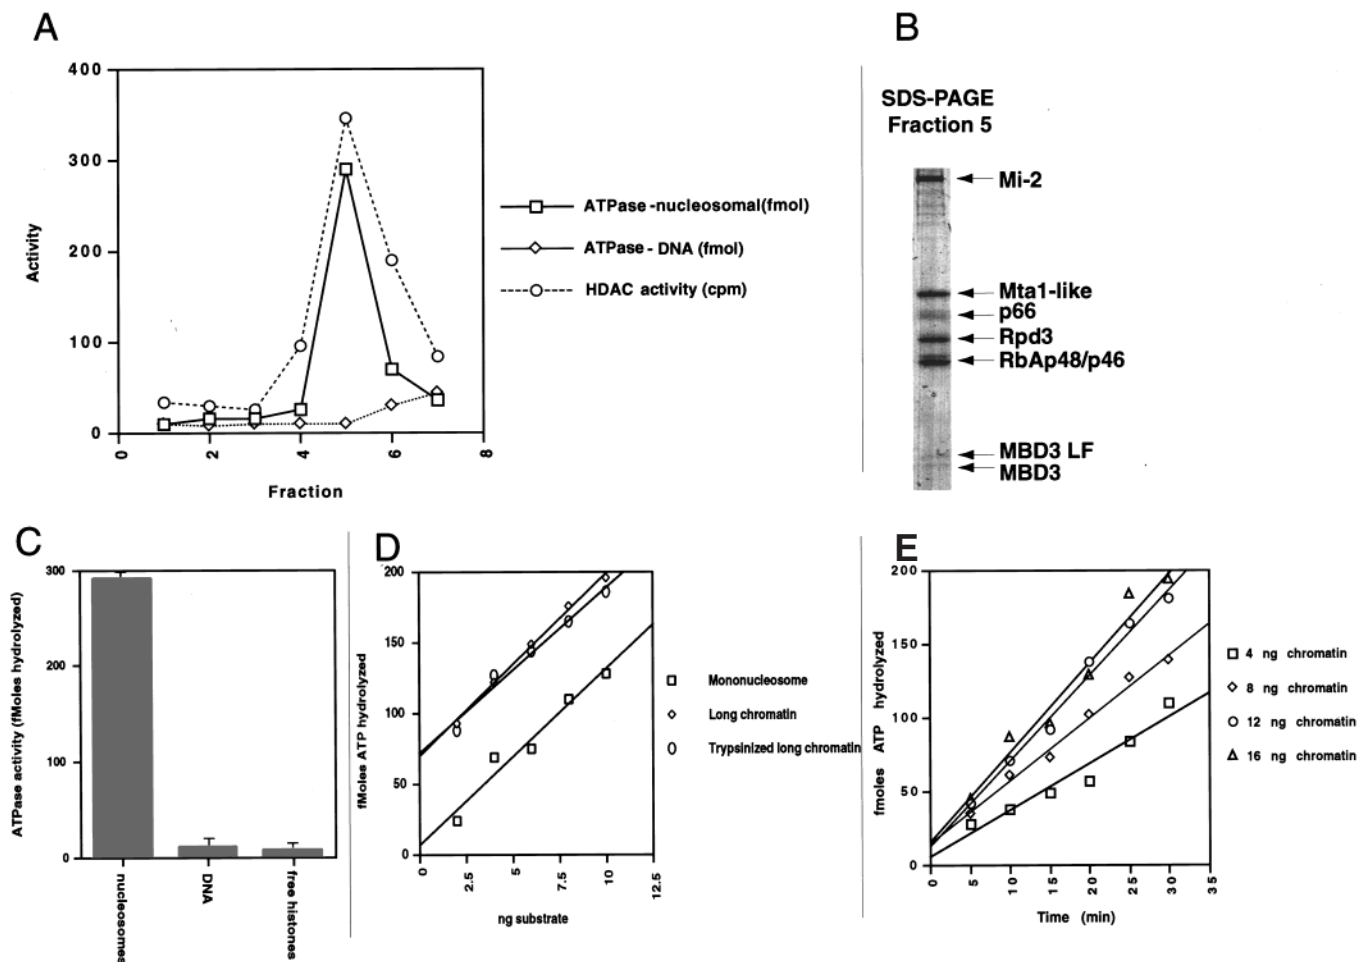 A
400
300
200
100
0
Activity
0
2
4
6
8
Fraction
ATPase-nucleosomal(fmol)
ATPase- DNA (fmol)
HDAC activity (cpm)
B
SDS-PAGE
Fraction 5
Mi-2
Mta1-like
p66
Rpd3
RbAp48/p46
MBD3 LF
MBD3
C
ATPase activity (fMoles hydrolyzed)
300
200
100
0
nucleosomes
DNA
free histones
D
fMoles ATP hydrolyzed
200
150
100
50
0
0
2.5
5
7.5
10
12.5
ng substrate
Mononucleosome
Long chromatin
Trypsinized long chromatin
E
fmoles ATP hydrolyzed
200
150
100
50
0
0
5
10
15
20
25
30
35
Time (min)
4 ng chromatin
8 ng chromatin
12 ng chromatin
16 ng chromatin